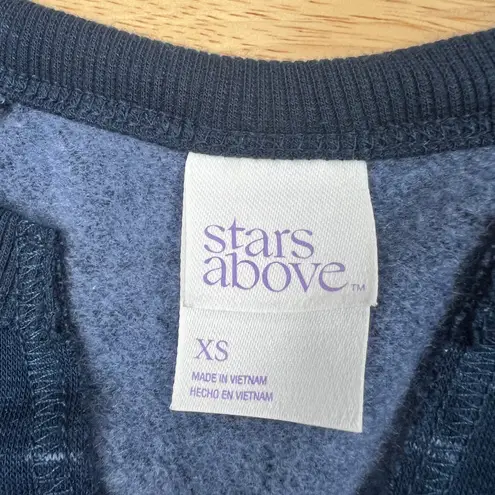 stars
above™
XS
MADE IN VIETNAM
HECHO EN VIETNAM